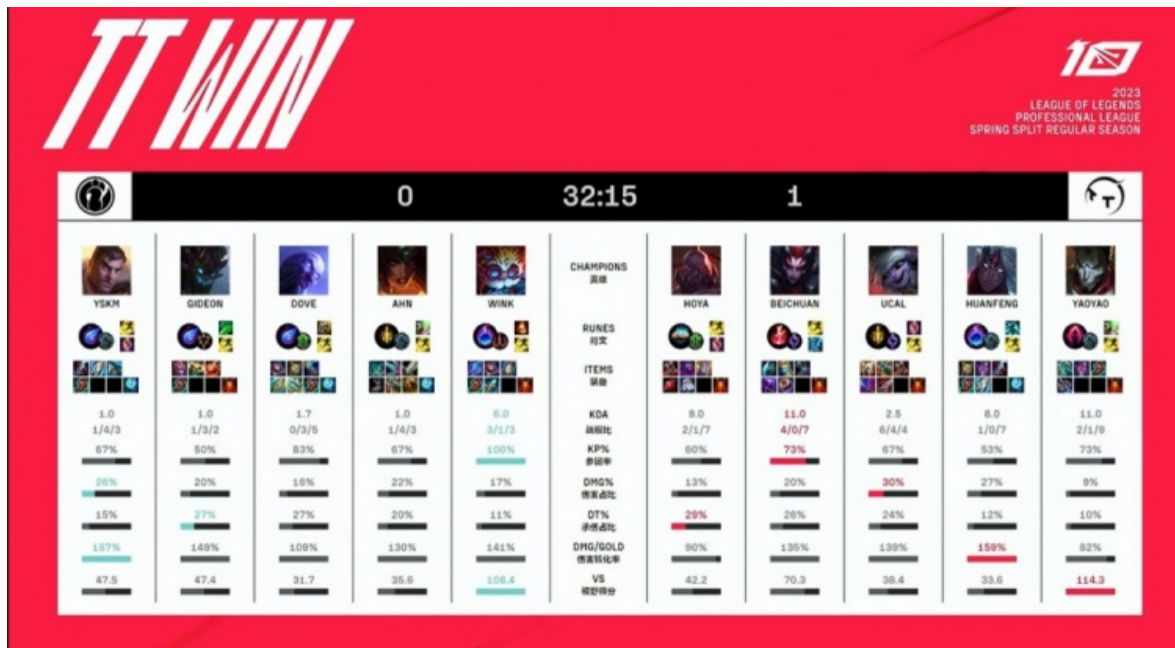 TT WIN
10
2023
LEAGUE OF LEGENDS
PROFESSIONAL LEAGUE
SPRING SPLIT REGULAR SEASON
0 32:15 1
T
CHAMPIONS
英雄
YSKM GIDEON DOVE AHN WINK HOYA BEICHUAN UCAL HUANFENG YAOYAO
RUNES
符文
ITEMS
装备
1.0 1.0 1.7 1.0 6.0 KDA 9.0 11.0 2.5 8.0 11.0
1/4/3 1/3/2 0/3/5 1/4/3 3/1/3 战损比 2/1/7 4/0/7 6/4/4 1/0/7 2/1/9
67% 50% 83% 67% 100% KP% 60% 73% 67% 53% 73%
参团率
26% 20% 16% 22% 17% DMG% 13% 20% 30% 27% 9%
伤害占比
15% 27% 27% 20% 11% DT% 29% 26% 24% 12% 10%
承伤占比
157% 149% 109% 130% 141% DMG/GOLD 90% 135% 139% 159% 82%
伤害转化率
47.5 47.4 31.7 35.6 108.4 VS 42.2 70.3 38.4 33.6 114.3
视野得分